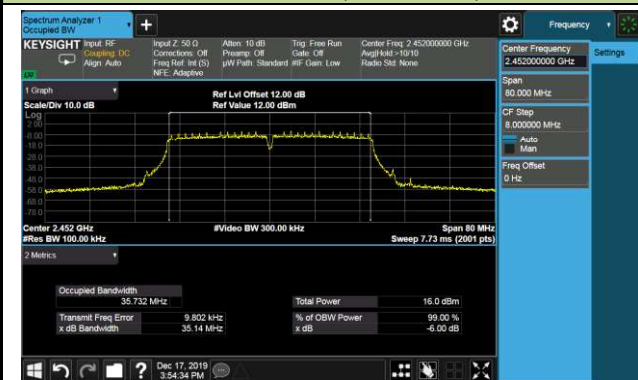 Spectrum Analyzer 1
Occupied BW
Frequency
KEYSIGHT
Input: RF
Coupling: DC
Align: Auto
Input Z: 50 Ω
Corrections: Off
Freq Ref: Int (S)
NFE: Adaptive
Atten: 10 dB
Preamp: Off
µW Path: Standard
Trig: Free Run
Gate: Off
#IF Gain: Low
Center Freq: 2.452000000 GHz
Avg|Hold:>10/10
Radio Std: None
Center Frequency
2.452000000 GHz
Settings
Span
80.000 MHz
CF Step
8.000000 MHz
Auto
Man
Freq Offset
0 Hz
1 Graph
Scale/Div 10.0 dB
Ref Lvl Offset 12.00 dB
Ref Value 12.00 dBm
Log
2.00
-8.00
-18.0
-28.0
-38.0
-48.0
-58.0
-68.0
-78.0
Center 2.452 GHz
#Res BW 100.00 kHz
#Video BW 300.00 kHz
Span 80 MHz
Sweep 7.73 ms (2001 pts)
2 Metrics
Occupied Bandwidth
35.732 MHz
Total Power 16.0 dBm
Transmit Freq Error 9.802 kHz
% of OBW Power 99.00 %
x dB Bandwidth 35.14 MHz
x dB -6.00 dB
?
Dec 17, 2019
3:54:34 PM